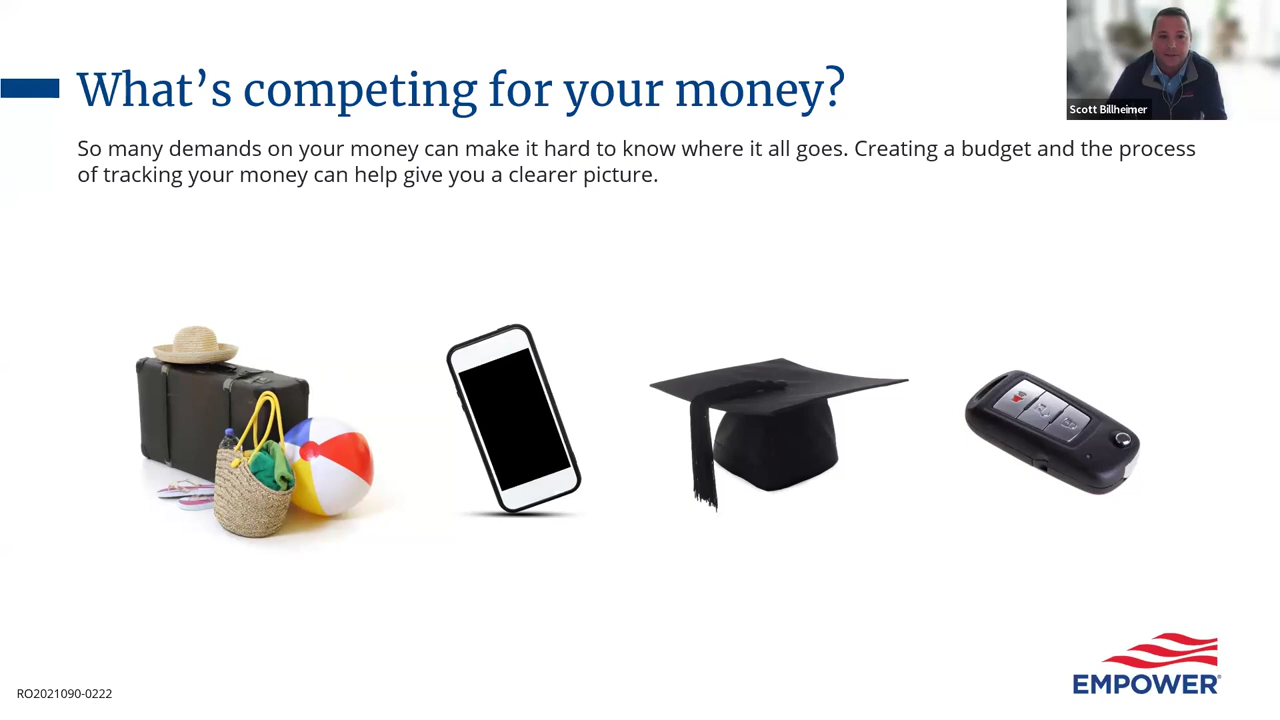 What’s competing for your money?
Scott Billheimer
So many demands on your money can make it hard to know where it all goes. Creating a budget and the process
of tracking your money can help give you a clearer picture.
EMPOWER®
RO2021090-0222